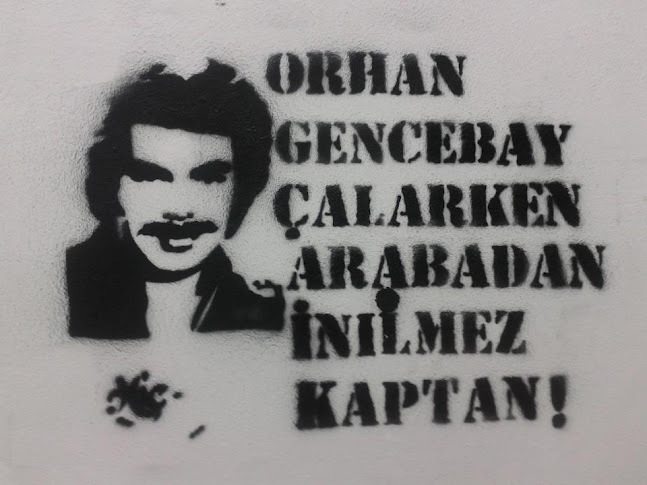 ORHAN
GENCEBAY
ÇALARKEN
ARABADAN
İNİLMEZ
KAPTAN!